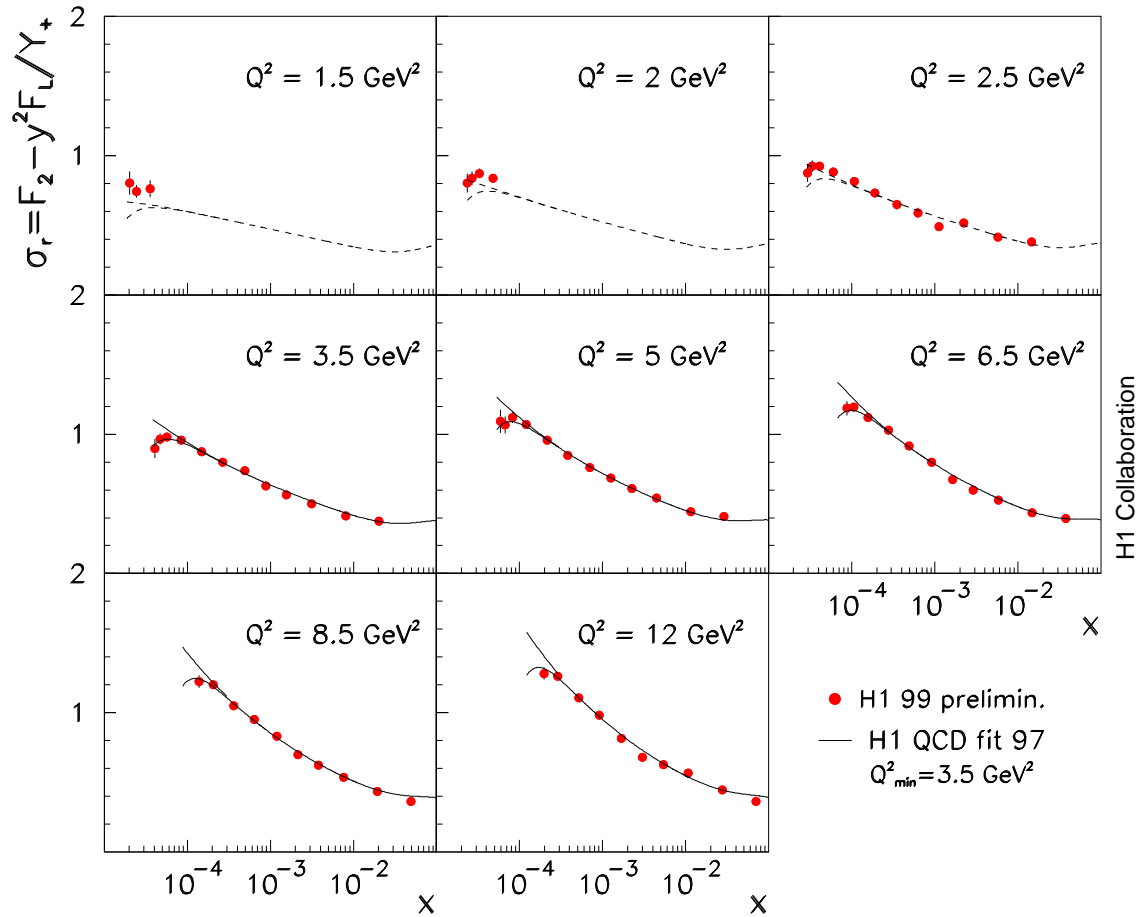 σᵣ=F₂−y²F_L/Y₊
2
Q² = 1.5 GeV²
Q² = 2 GeV²
Q² = 2.5 GeV²
1
2
Q² = 3.5 GeV²
Q² = 5 GeV²
Q² = 6.5 GeV²
1
H1 Collaboration
2
10⁻⁴ 10⁻³ 10⁻²
x
Q² = 8.5 GeV²
Q² = 12 GeV²
1
H1 99 prelimin.
H1 QCD fit 97
Q²min=3.5 GeV²
10⁻⁴ 10⁻³ 10⁻²
x
10⁻⁴ 10⁻³ 10⁻²
x